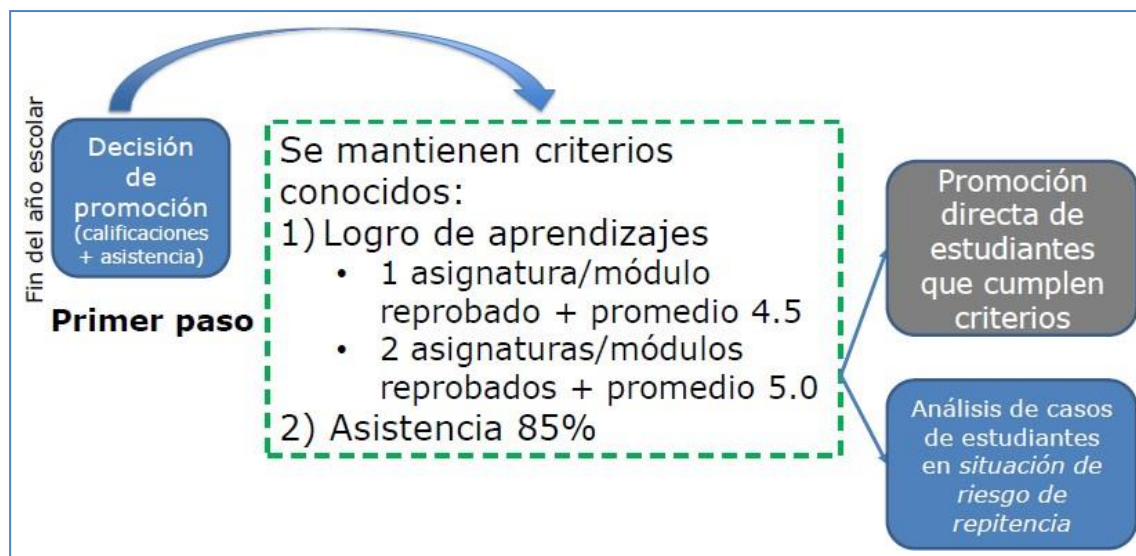 Fin del año escolar
Decisión
de
promoción
(calificaciones
+ asistencia)
Primer paso
Se mantienen criterios
conocidos:
1) Logro de aprendizajes
• 1 asignatura/módulo
reprobado + promedio 4.5
• 2 asignaturas/módulos
reprobados + promedio 5.0
2) Asistencia 85%
Promoción
directa de
estudiantes
que cumplen
criterios
Análisis de casos
de estudiantes
en situación de
riesgo de
repitencia